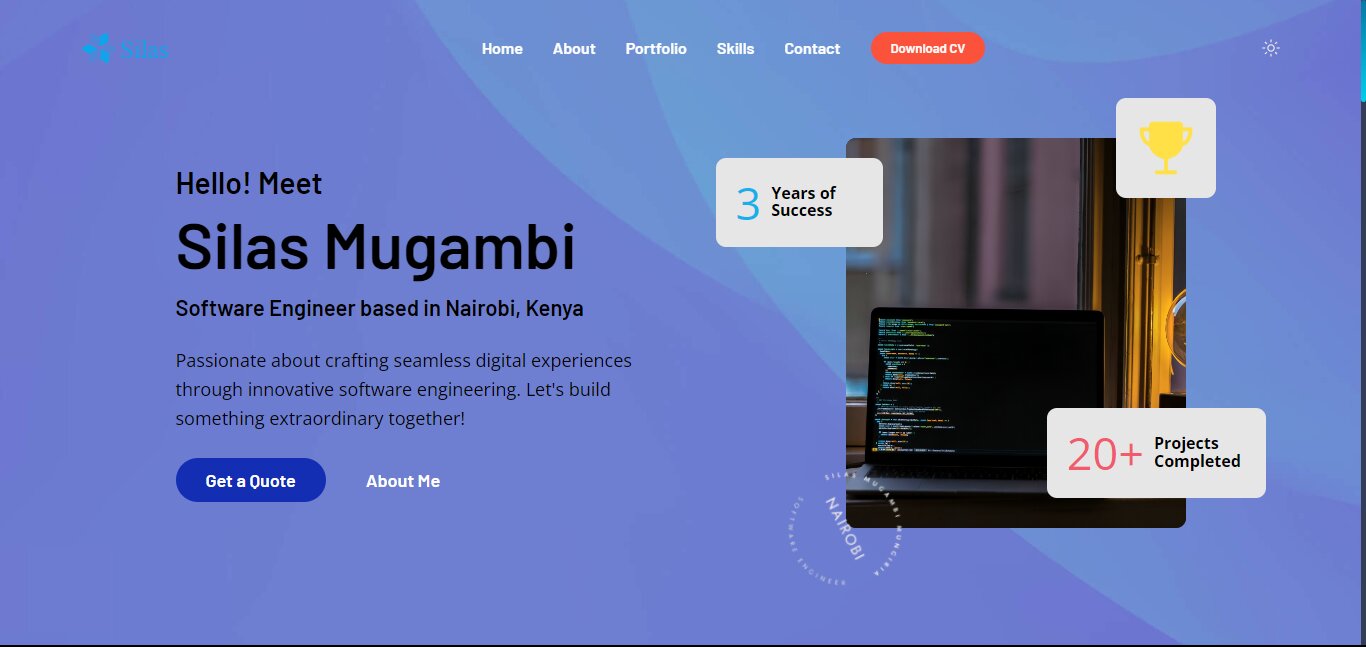 Silas
Home About Portfolio Skills Contact Download CV
Hello! Meet
Silas Mugambi
Software Engineer based in Nairobi, Kenya
Passionate about crafting seamless digital experiences
through innovative software engineering. Let's build
something extraordinary together!
Get a Quote About Me
3 Years of
Success
20+ Projects
Completed
SILAS MUGAMBI MUNGIRIA
SOFTWARE ENGINEER
NAIROBI